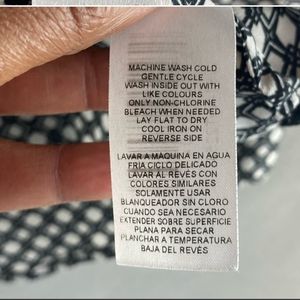 MACHINE WASH COLD
GENTLE CYCLE
WASH INSIDE OUT WITH
LIKE COLOURS
ONLY NON-CHLORINE
BLEACH WHEN NEEDED
LAY FLAT TO DRY
COOL IRON ON
REVERSE SIDE
LAVAR A MAQUINA EN AGUA
FRIA CICLO DELICADO
LAVAR AL REVÉS CON
COLORES SIMILARES
SOLAMENTE USAR
BLANQUEADOR SIN CLORO
CUANDO SEA NECESARIO
EXTENDER SOBRE SUPERFICIE
PLANA PARA SECAR
PLANCHAR A TEMPERATURA
BAJA DEL REVÉS